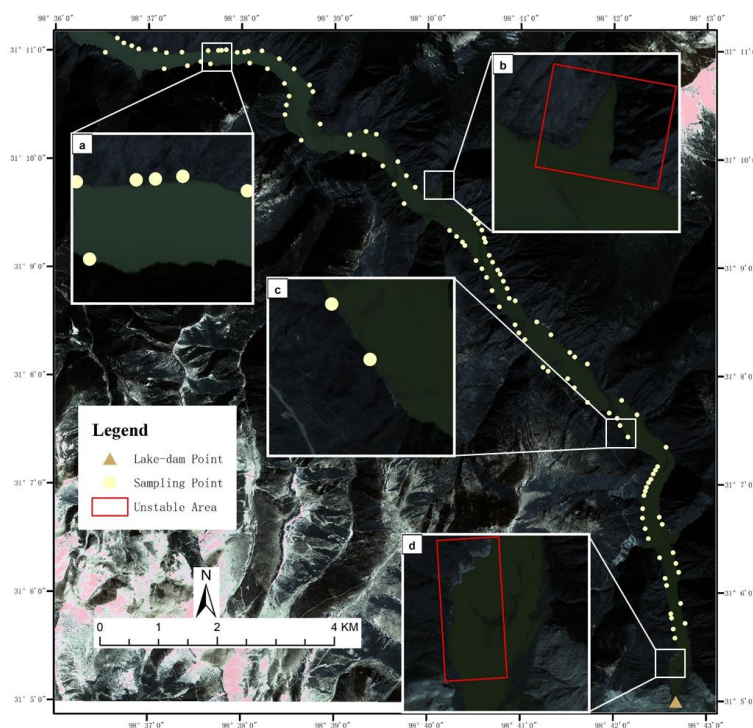 98° 36′ 0″ 98° 37′ 0″ 98° 38′ 0″ 98° 39′ 0″ 98° 40′ 0″ 98° 41′ 0″ 98° 42′ 0″ 98° 43′ 0″
31° 11′ 0″ 31° 11′ 0″
b
a
31° 10′ 0″ 31° 10′ 0″
31° 9′ 0″ 31° 9′ 0″
c
31° 8′ 0″ 31° 8′ 0″
Legend
Lake-dam Point
Sampling Point
Unstable Area
31° 7′ 0″ 31° 7′ 0″
d
N
31° 6′ 0″ 31° 6′ 0″
0 1 2 4 KM
31° 5′ 0″ 31° 5′ 0″
98° 37′ 0″ 98° 38′ 0″ 98° 39′ 0″ 98° 40′ 0″ 98° 41′ 0″ 98° 42′ 0″ 98° 43′ 0″